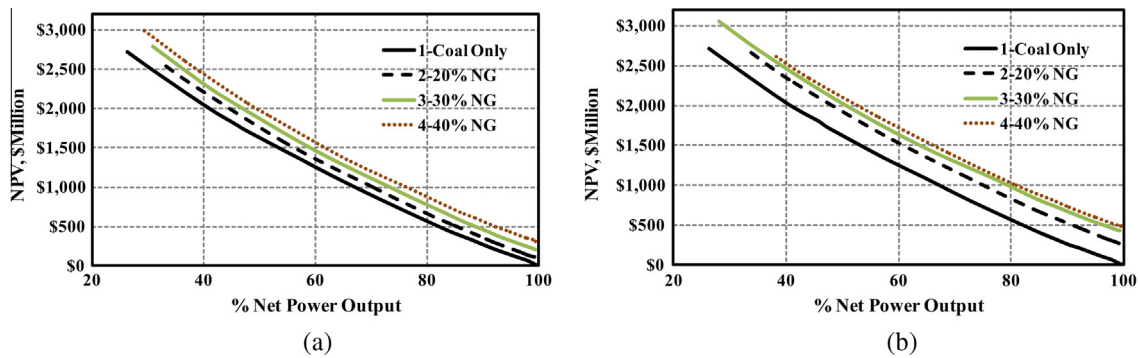 $3,000
$2,500
$2,000
$1,500
$1,000
$500
$0
NPV, $Million
20
40
60
80
100
% Net Power Output
1-Coal Only
2-20% NG
3-30% NG
4-40% NG
(a)
$3,000
$2,500
$2,000
$1,500
$1,000
$500
$0
NPV, $Million
20
40
60
80
100
% Net Power Output
1-Coal Only
2-20% NG
3-30% NG
4-40% NG
(b)